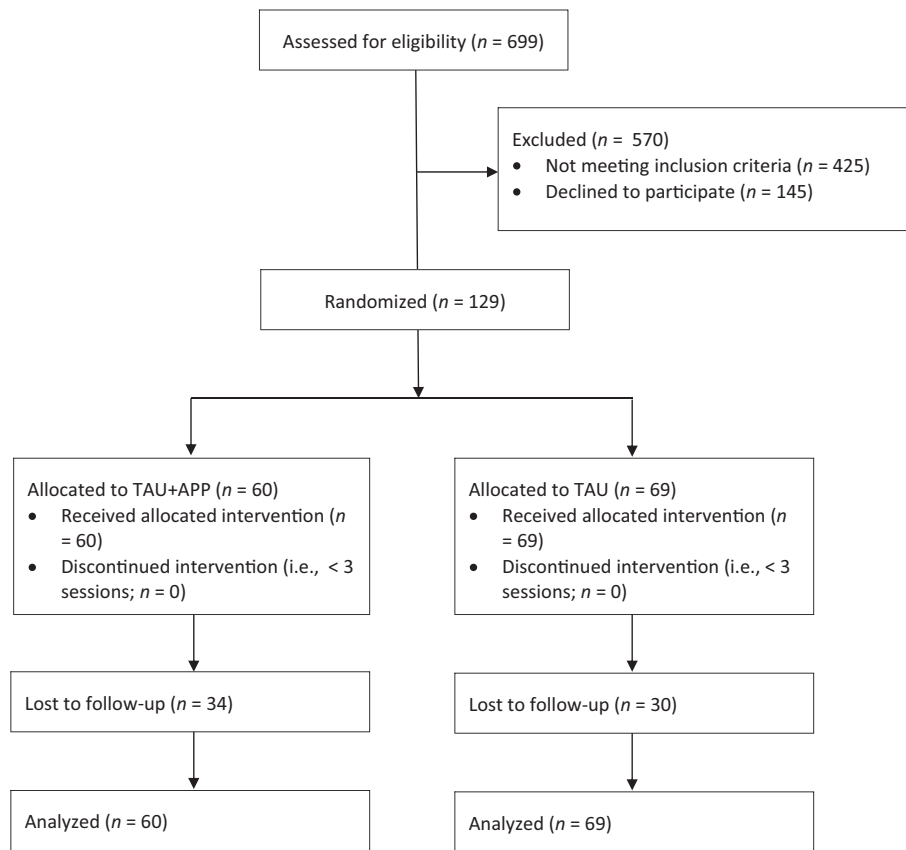 Assessed for eligibility (n = 699)
Excluded (n =  570)
• Not meeting inclusion criteria (n = 425)
• Declined to participate (n = 145)
Randomized (n = 129)
Allocated to TAU+APP (n = 60)
• Received allocated intervention (n
= 60)
• Discontinued intervention (i.e., < 3
sessions; n = 0)
Allocated to TAU (n = 69)
• Received allocated intervention (n
= 69)
• Discontinued intervention (i.e., < 3
sessions; n = 0)
Lost to follow-up (n = 34)
Lost to follow-up (n = 30)
Analyzed (n = 60)
Analyzed (n = 69)